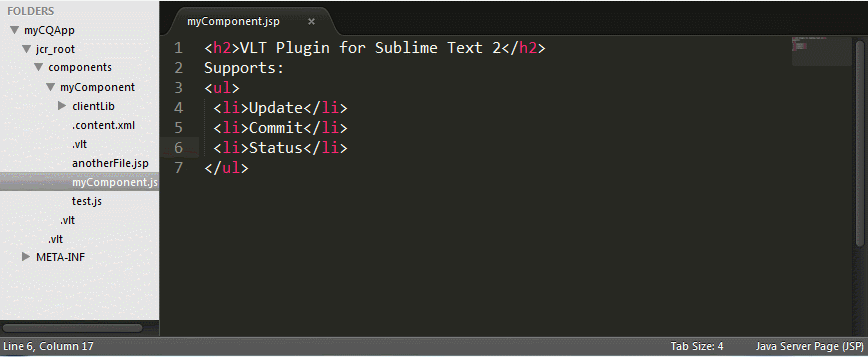 FOLDERS
myCQApp
jcr_root
components
myComponent
clientLib
.content.xml
.vlt
anotherFile.jsp
myComponent.js
test.js
.vlt
.vlt
META-INF
myComponent.jsp ×
1 <h2>VLT Plugin for Sublime Text 2</h2>
2 Supports:
3 <ul>
4 <li>Update</li>
5 <li>Commit</li>
6 <li>Status</li>
7 </ul>
Line 6, Column 17 Tab Size: 4 Java Server Page (JSP)